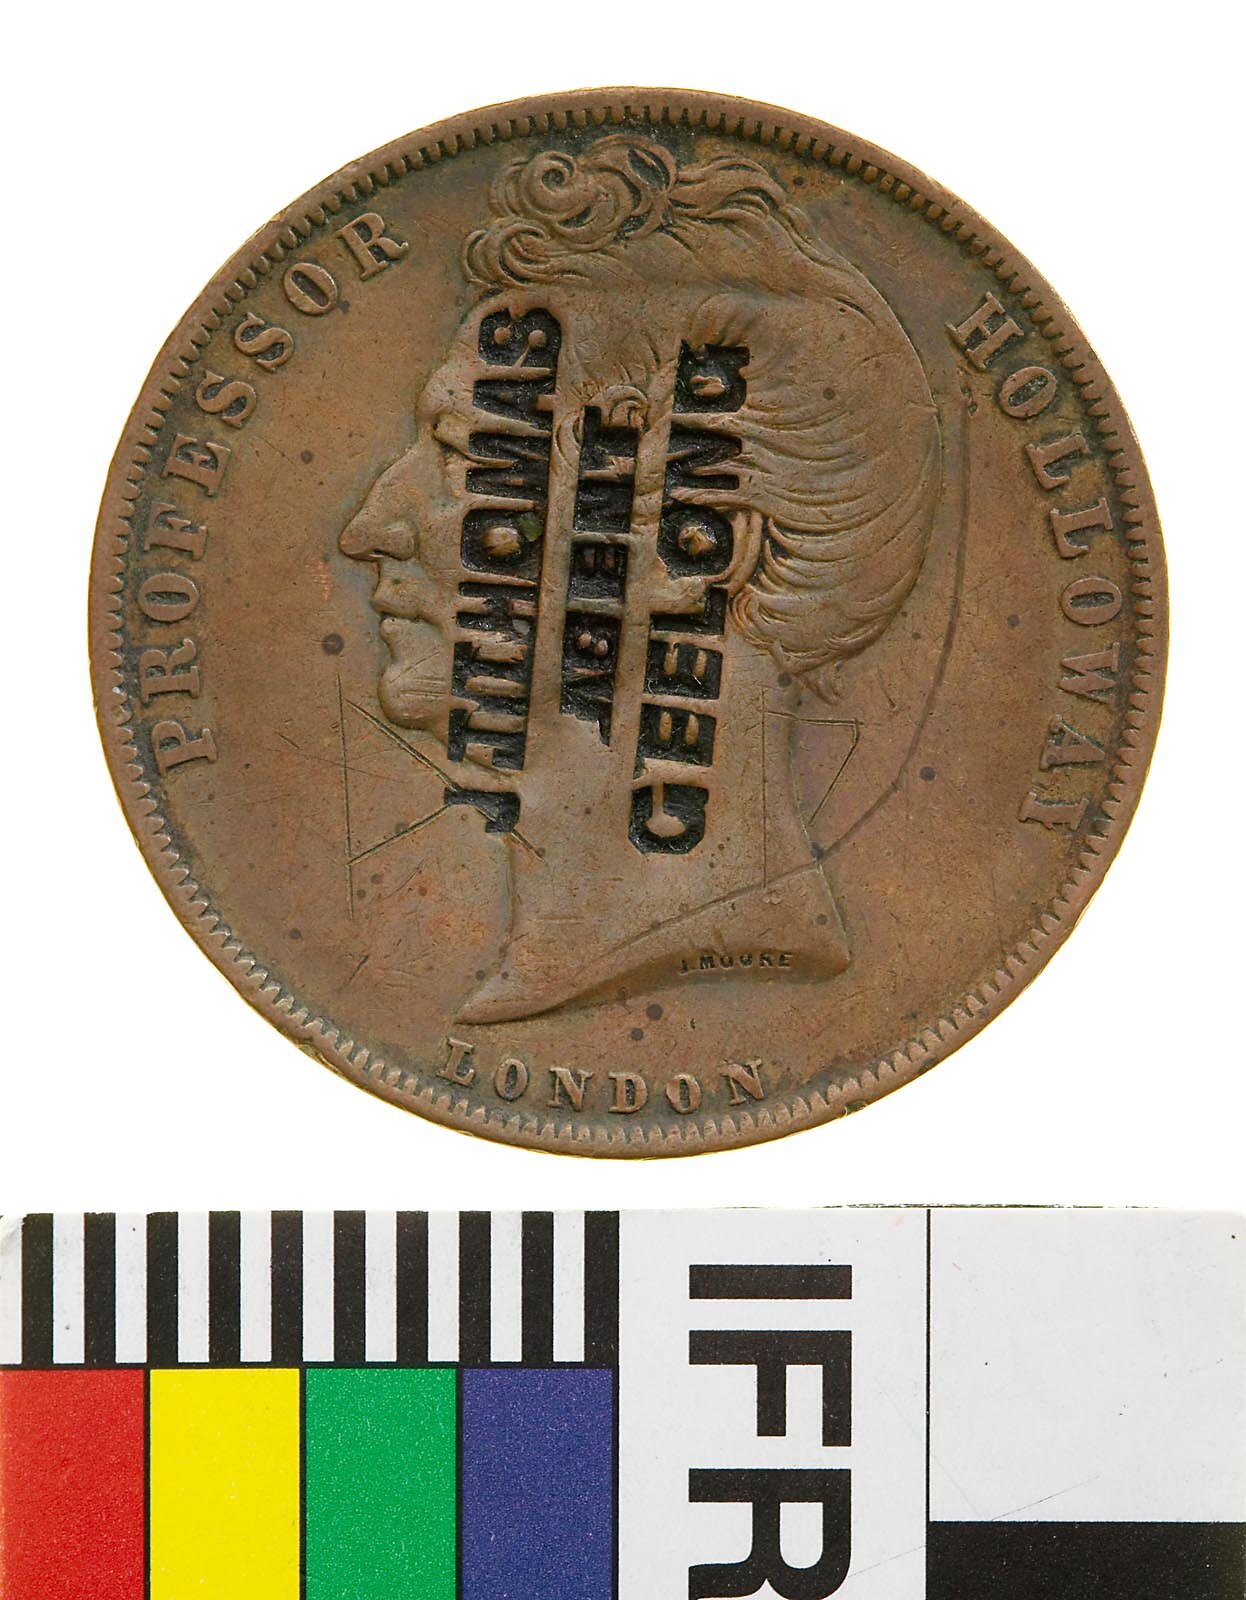 PROFESSOR HOLLOWAY
J.THOMAS
AGENT
GEELONG
J.MOORE
LONDON
IFR